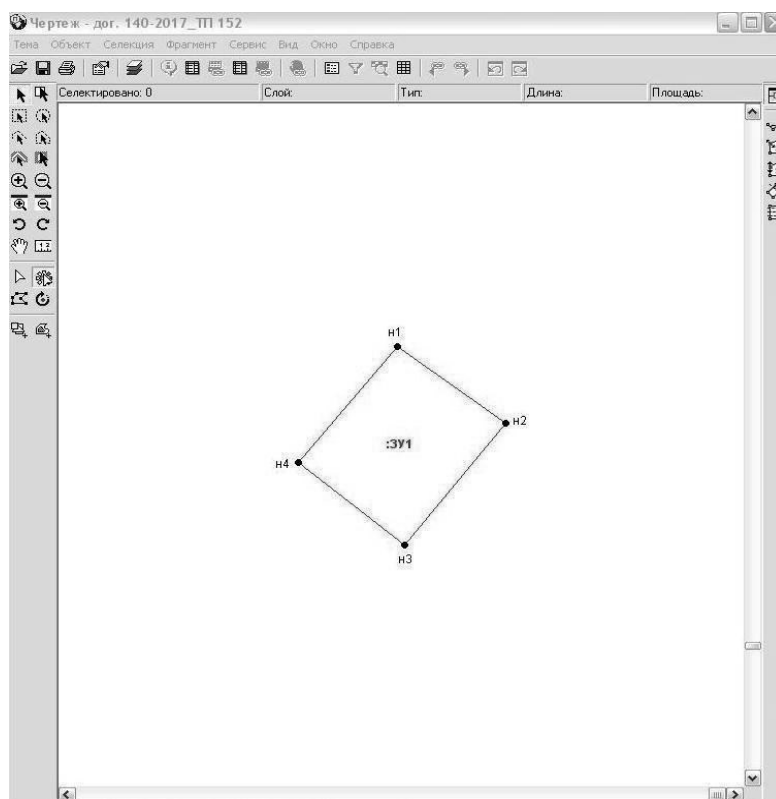 Чертеж - дог. 140-2017_ТП 152
Тема Объект Селекция Фрагмент Сервис Вид Окно Справка
Селектировано: 0 Слой: Тип: Длина: Площадь:
н1
н2
:ЗУ1
н4
н3